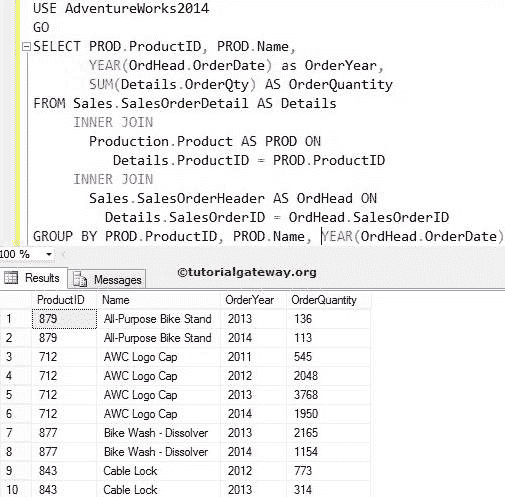 USE AdventureWorks2014
GO
SELECT PROD.ProductID, PROD.Name,
YEAR(OrdHead.OrderDate) as OrderYear,
SUM(Details.OrderQty) AS OrderQuantity
FROM Sales.SalesOrderDetail AS Details
INNER JOIN
Production.Product AS PROD ON
Details.ProductID = PROD.ProductID
INNER JOIN
Sales.SalesOrderHeader AS OrdHead ON
Details.SalesOrderID = OrdHead.SalesOrderID
GROUP BY PROD.ProductID, PROD.Name, YEAR(OrdHead.OrderDate)
100 %
Results Messages ©tutorialgateway.org
ProductID Name OrderYear OrderQuantity
1 879 All-Purpose Bike Stand 2013 136
2 879 All-Purpose Bike Stand 2014 113
3 712 AWC Logo Cap 2011 545
4 712 AWC Logo Cap 2012 2048
5 712 AWC Logo Cap 2013 3768
6 712 AWC Logo Cap 2014 1950
7 877 Bike Wash - Dissolver 2013 2165
8 877 Bike Wash - Dissolver 2014 1154
9 843 Cable Lock 2012 773
10 843 Cable Lock 2013 314